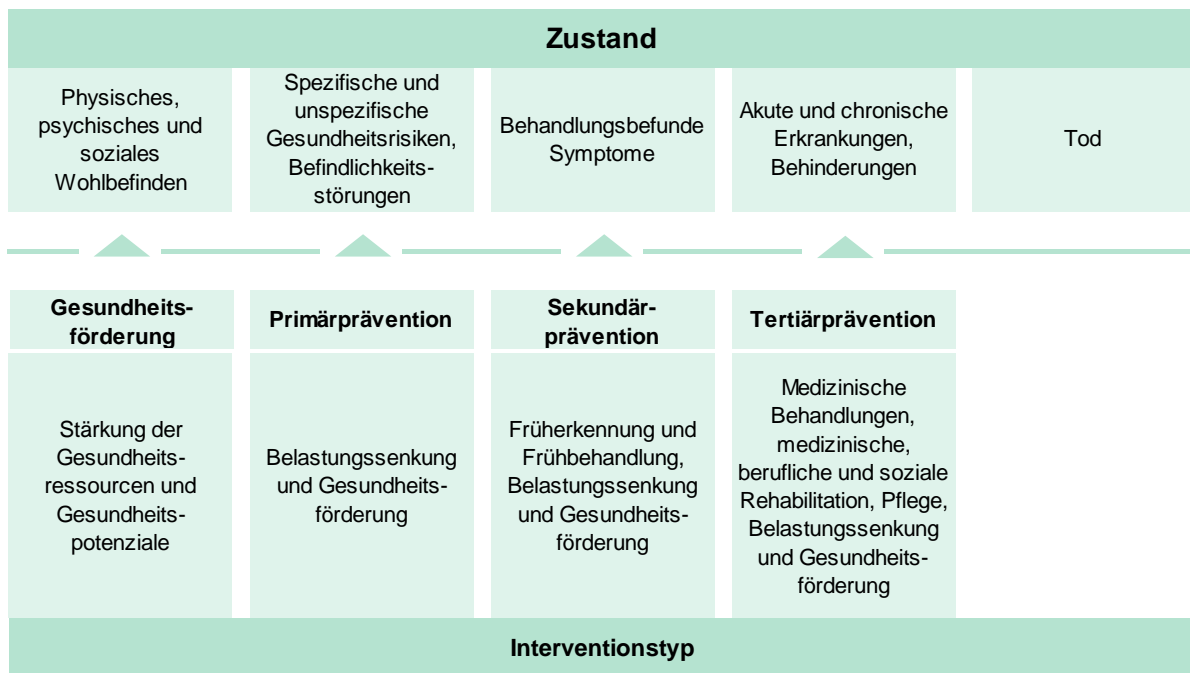 Zustand
Physisches,
psychisches und
soziales
Wohlbefinden
Spezifische und
unspezifische
Gesundheitsrisiken,
Befindlichkeits-
störungen
Behandlungsbefunde
Symptome
Akute und chronische
Erkrankungen,
Behinderungen
Tod
Gesundheits-
förderung
Primärprävention
Sekundär-
prävention
Tertiärprävention
Stärkung der
Gesundheits-
ressourcen und
Gesundheits-
potenziale
Belastungssenkung
und Gesundheits-
förderung
Früherkennung und
Frühbehandlung,
Belastungssenkung
und Gesundheits-
förderung
Medizinische
Behandlungen,
medizinische,
berufliche und soziale
Rehabilitation, Pflege,
Belastungssenkung
und Gesundheits-
förderung
Interventionstyp